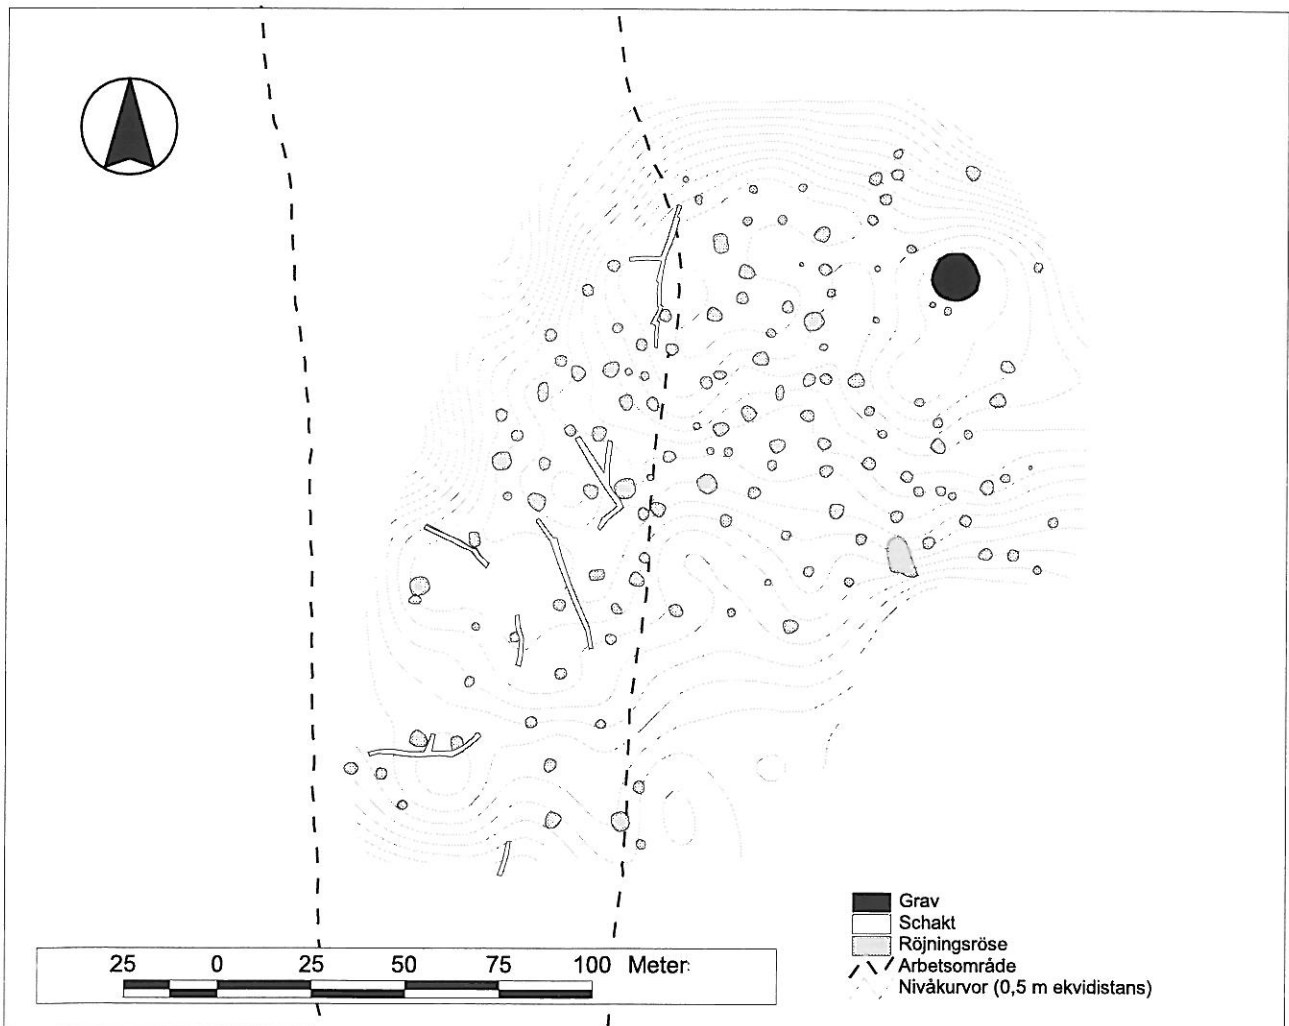 25 0 25 50 75 100 Meter
Grav
Schakt
Röjningsröse
Arbetsområde
Nivåkurvor (0,5 m ekvidistans)